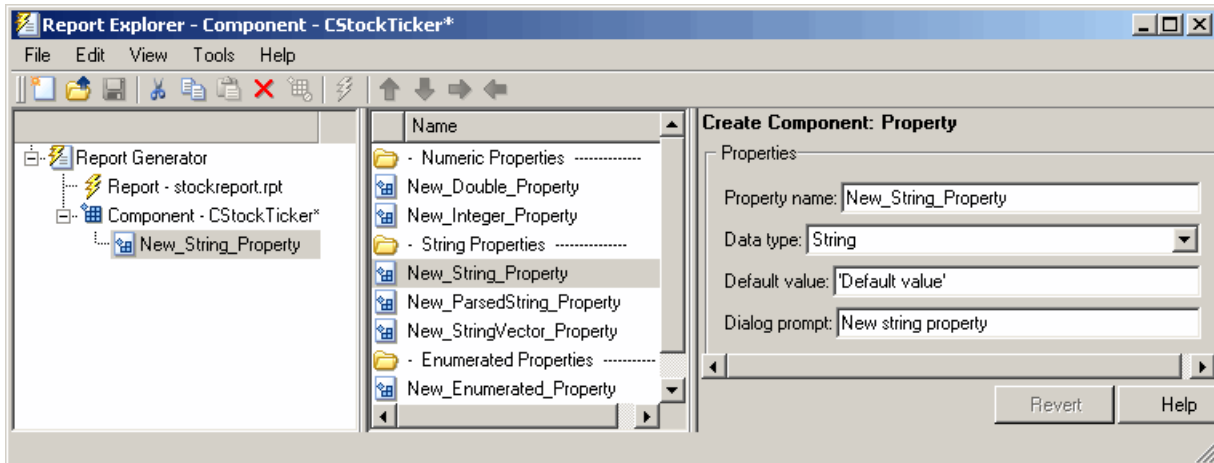 Report Explorer - Component - CStockTicker*
File Edit View Tools Help
Report Generator
Report - stockreport.rpt
Component - CStockTicker*
New_String_Property
Name
- Numeric Properties -------------
New_Double_Property
New_Integer_Property
- String Properties --------------
New_String_Property
New_ParsedString_Property
New_StringVector_Property
- Enumerated Properties -----------
New_Enumerated_Property
Create Component: Property
Properties
Property name: New_String_Property
Data type: String
Default value: 'Default value'
Dialog prompt: New string property
Revert Help